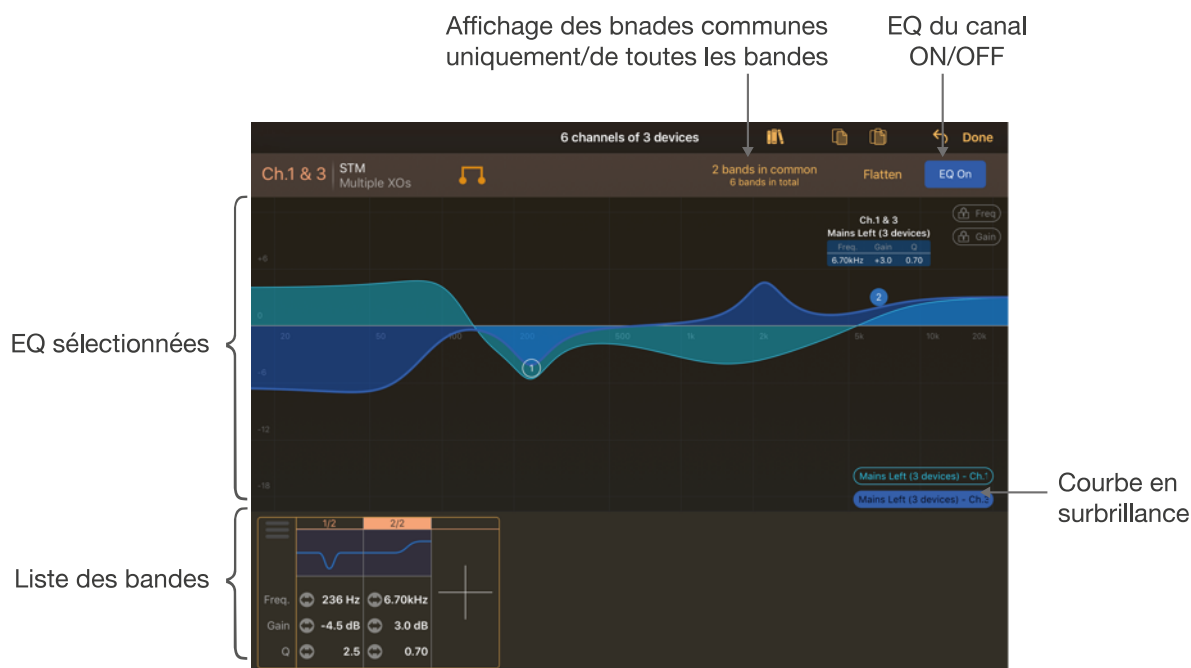 Affichage des bnades communes
uniquement/de toutes les bandes
EQ du canal
ON/OFF
6 channels of 3 devices
Done
Ch.1 & 3
STM
Multiple XOs
2 bands in common
6 bands in total
Flatten
EQ On
Freq
Gain
Ch.1 & 3
Mains Left (3 devices)
Freq. Gain Q
6.70kHz +3.0 0.70
+6
0
20 50 100 200 500 1k 2k 5k 10k 20k
-6
-12
-18
2
1
EQ sélectionnées
Mains Left (3 devices) - Ch.1
Mains Left (3 devices) - Ch.3
Courbe en
surbrillance
Liste des bandes
1/2 2/2
Freq. 236 Hz 6.70kHz
Gain -4.5 dB 3.0 dB
Q 2.5 0.70